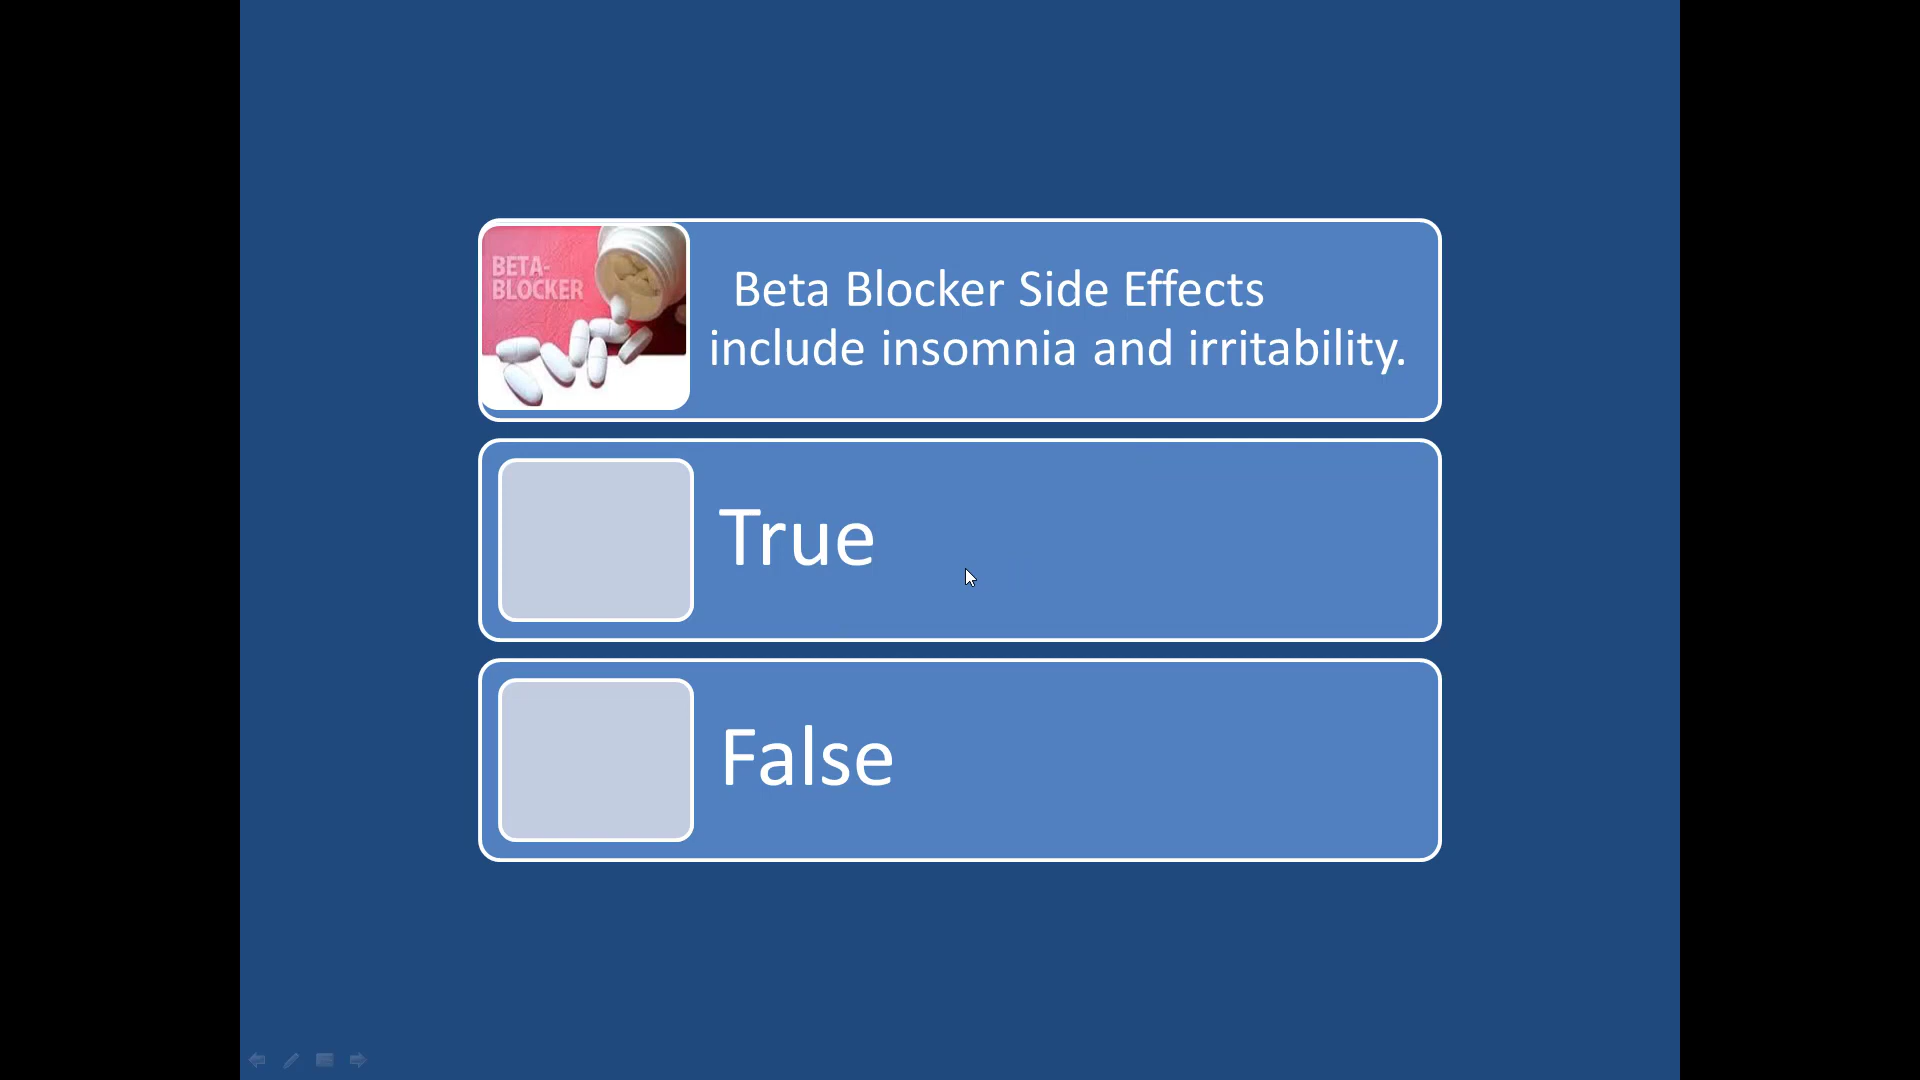 BETA-
BLOCKER
Beta Blocker Side Effects
include insomnia and irritability.
True
False